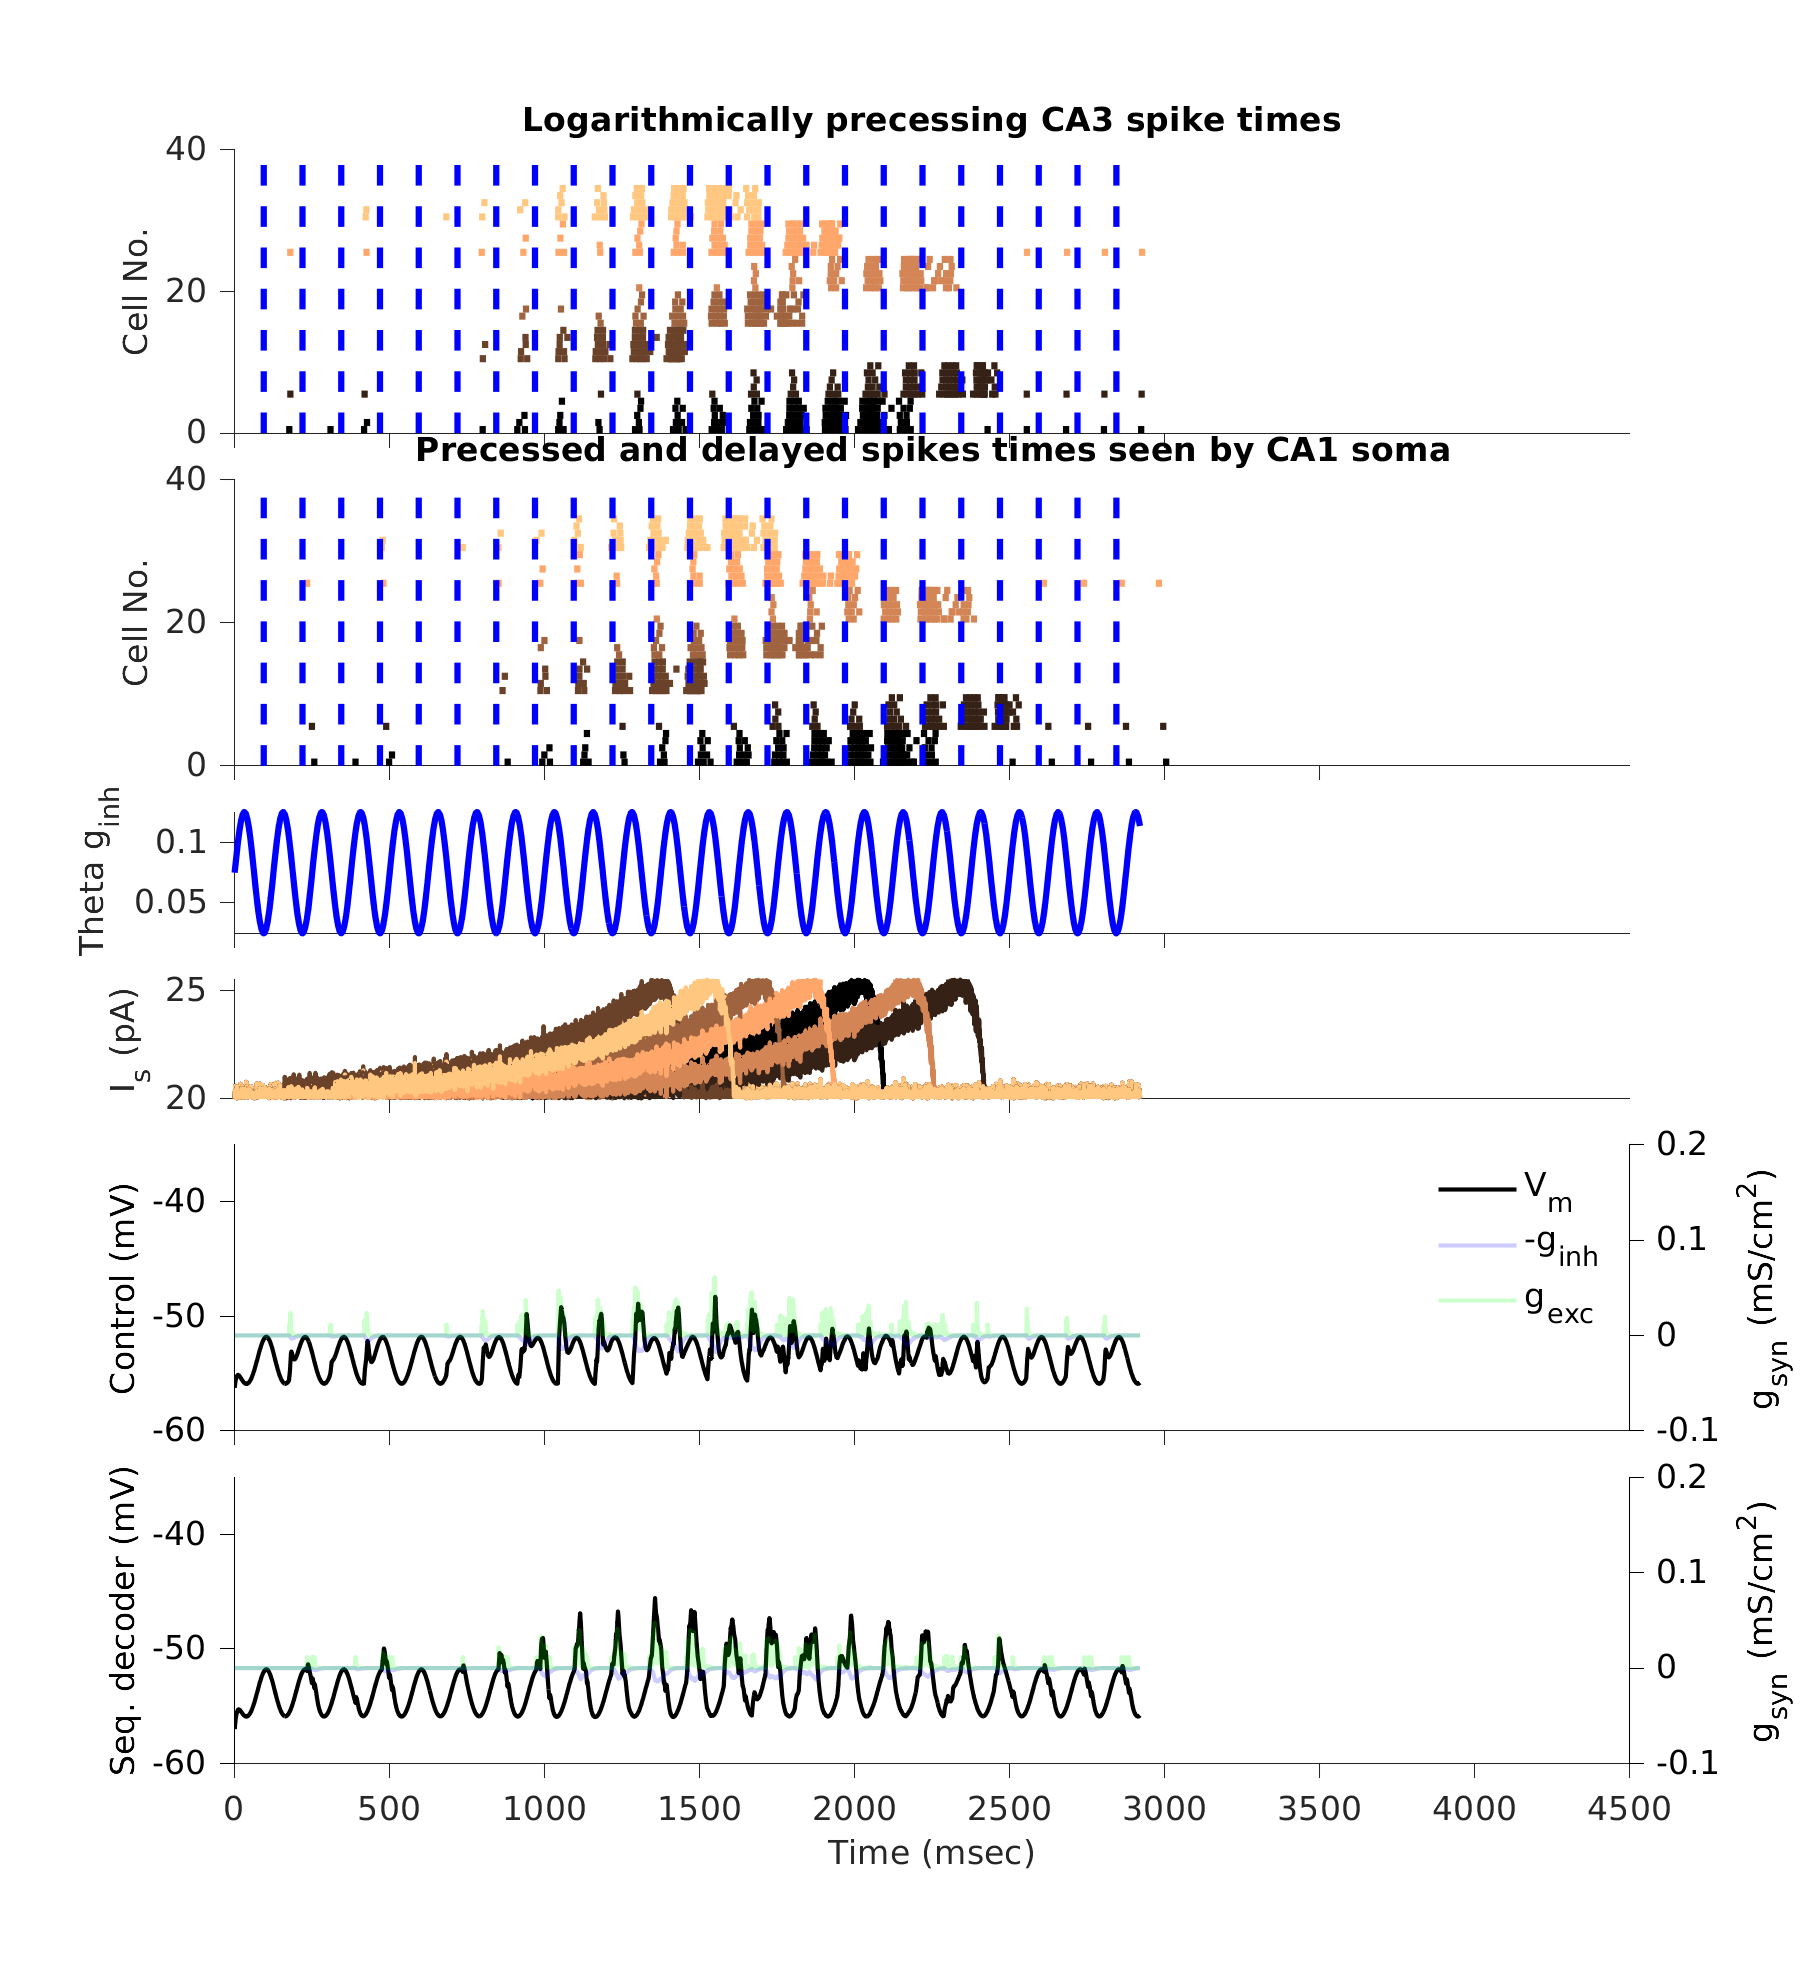 Logarithmically precessing CA3 spike times
40
20
0
Cell No.
Precessed and delayed spikes times seen by CA1 soma
40
20
0
Cell No.
0.1
0.05
Theta g_inh
25
20
I_s (pA)
-40
-50
-60
Control (mV)
V_m
-g_inh
g_exc
0.2
0.1
0
-0.1
g_syn (mS/cm^2)
-40
-50
-60
Seq. decoder (mV)
0.2
0.1
0
-0.1
g_syn (mS/cm^2)
0 500 1000 1500 2000 2500 3000 3500 4000 4500
Time (msec)